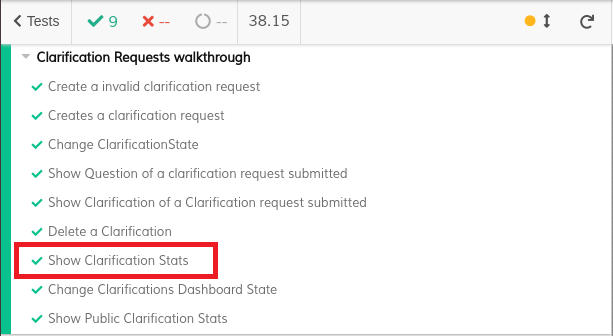 Tests 9 -- -- 38.15
Clarification Requests walkthrough
Create a invalid clarification request
Creates a clarification request
Change ClarificationState
Show Question of a clarification request submitted
Show Clarification of a Clarification request submitted
Delete a Clarification
Show Clarification Stats
Change Clarifications Dashboard State
Show Public Clarification Stats